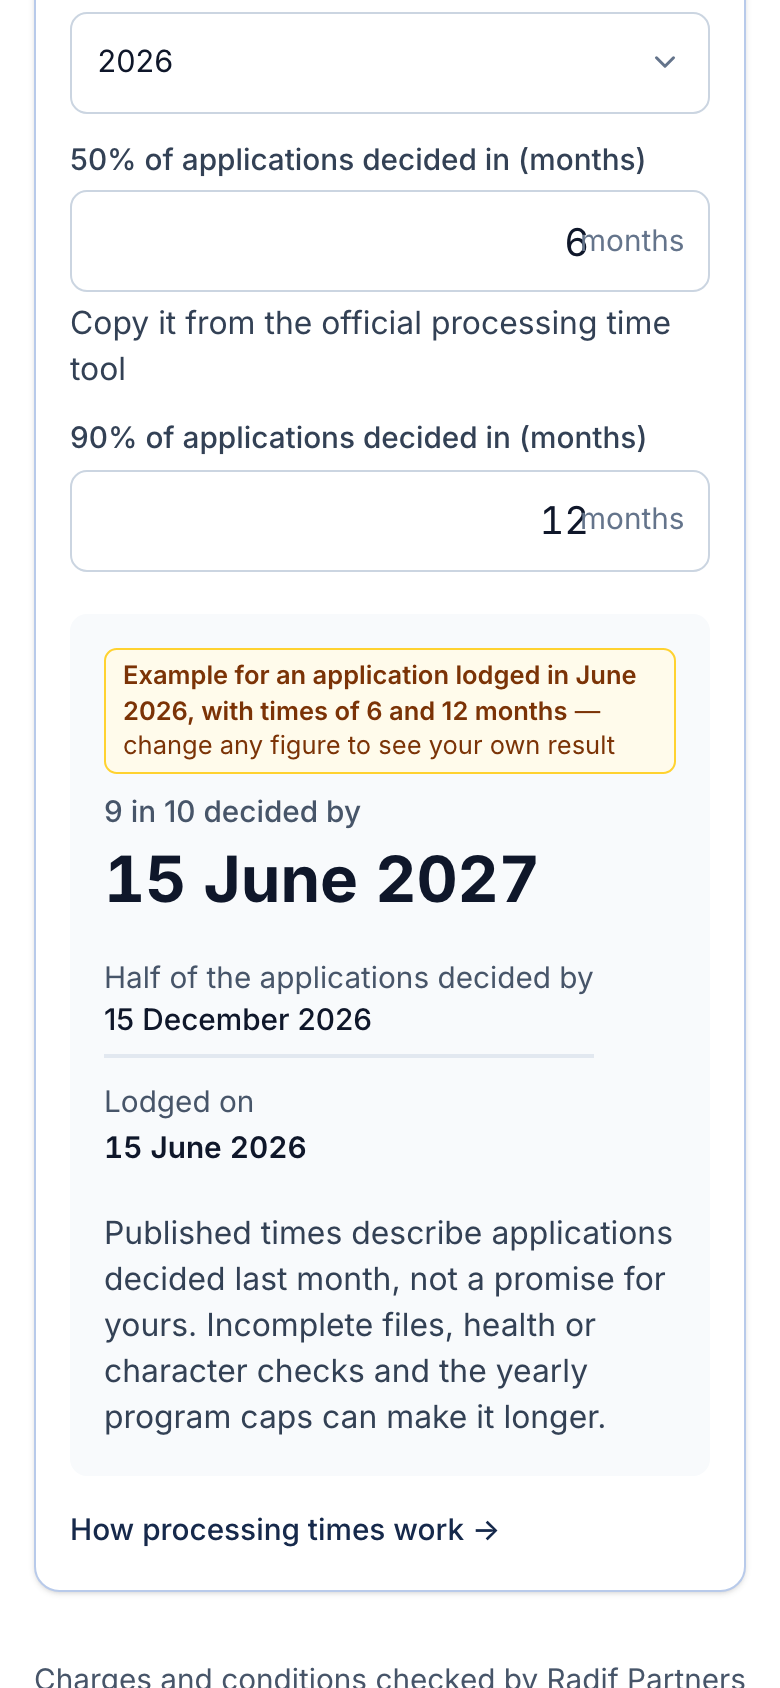 2026
50% of applications decided in (months)
6 months
Copy it from the official processing time
tool
90% of applications decided in (months)
12 months
Example for an application lodged in June
2026, with times of 6 and 12 months —
change any figure to see your own result
9 in 10 decided by
15 June 2027
Half of the applications decided by
15 December 2026
Lodged on
15 June 2026
Published times describe applications
decided last month, not a promise for
yours. Incomplete files, health or
character checks and the yearly
program caps can make it longer.
How processing times work →
Charges and conditions checked by Radif Partners